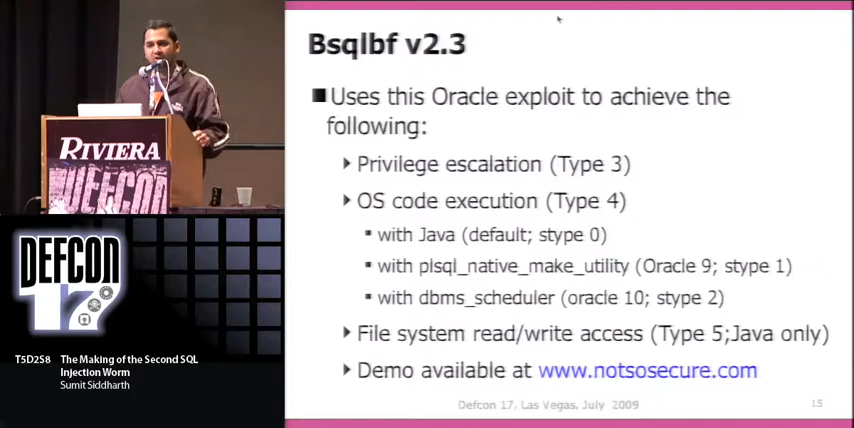 RIVIERA
DEFCON
DEFCON
17
T5D2S8 The Making of the Second SQL
Injection Worm
Sumit Siddharth
Bsqlbf v2.3
Uses this Oracle exploit to achieve the
following:
Privilege escalation (Type 3)
OS code execution (Type 4)
with Java (default; stype 0)
with plsql_native_make_utility (Oracle 9; stype 1)
with dbms_scheduler (oracle 10; stype 2)
File system read/write access (Type 5;Java only)
Demo available at www.notsosecure.com
Defcon 17, Las Vegas, July 2009 15